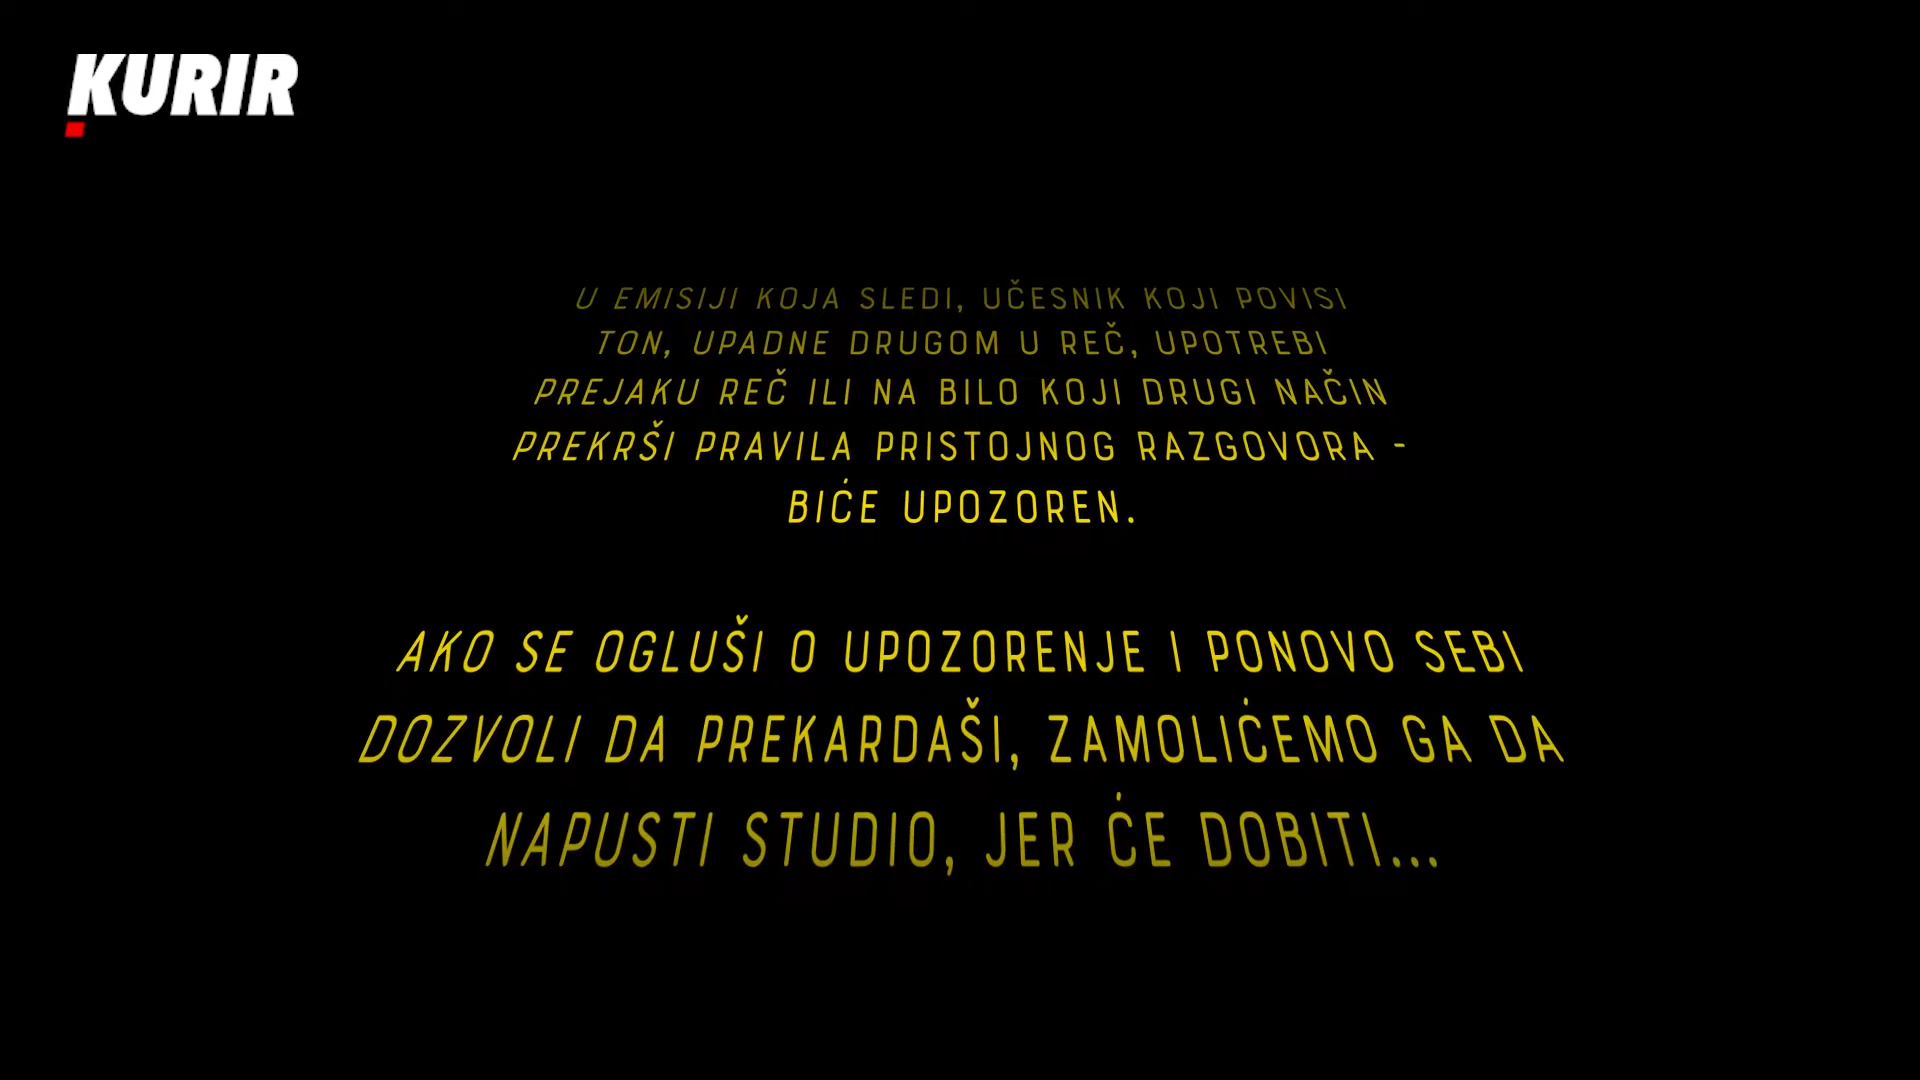 KURIR
U EMISIJI KOJA SLEDI, UČESNIK KOJI POVISI
TON, UPADNE DRUGOM U REČ, UPOTREBI
PREJAKU REČ ILI NA BILO KOJI DRUGI NAČIN
PREKRŠI PRAVILA PRISTOJNOG RAZGOVORA -
BIĆE UPOZOREN.
AKO SE OGLUŠI O UPOZORENJE I PONOVO SEBI
DOZVOLI DA PREKARDAŠI, ZAMOLIĆEMO GA DA
NAPUSTI STUDIO, JER ĆE DOBITI...